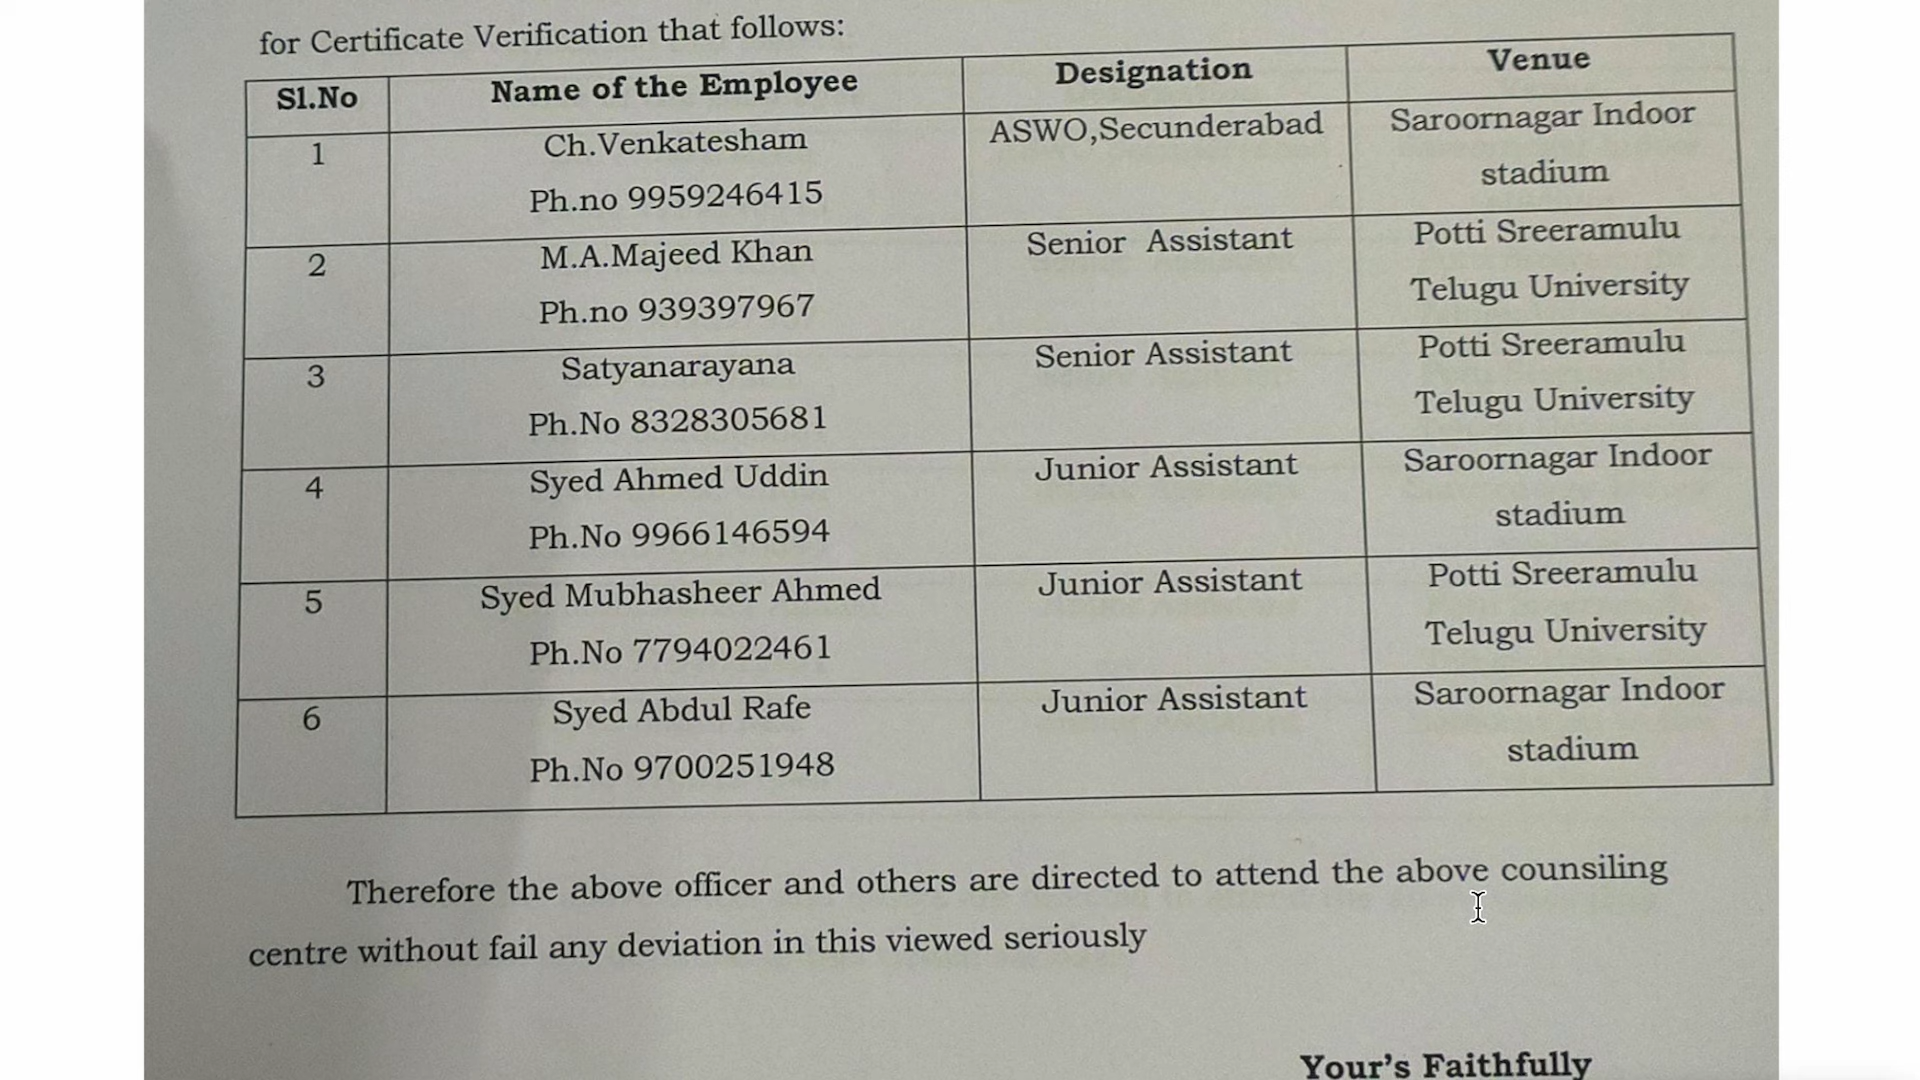 for Certificate Verification that follows:
Sl.No Name of the Employee Designation Venue
1 Ch.Venkatesham ASWO,Secunderabad Saroornagar Indoor
Ph.no 9959246415 stadium
2 M.A.Majeed Khan Senior Assistant Potti Sreeramulu
Ph.no 939397967 Telugu University
3 Satyanarayana Senior Assistant Potti Sreeramulu
Ph.No 8328305681 Telugu University
4 Syed Ahmed Uddin Junior Assistant Saroornagar Indoor
Ph.No 9966146594 stadium
5 Syed Mubhasheer Ahmed Junior Assistant Potti Sreeramulu
Ph.No 7794022461 Telugu University
6 Syed Abdul Rafe Junior Assistant Saroornagar Indoor
Ph.No 9700251948 stadium
Therefore the above officer and others are directed to attend the above counsiling
centre without fail any deviation in this viewed seriously
Your's Faithfully